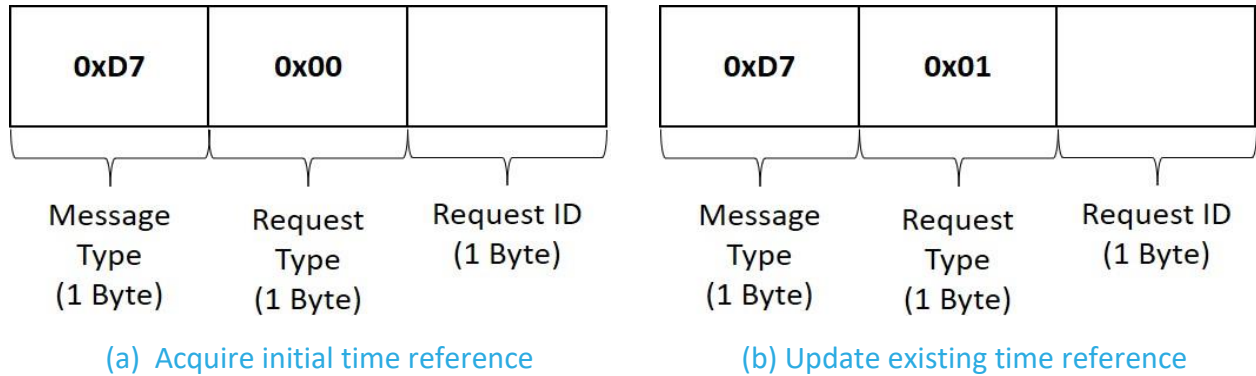 0xD7 0x00
Message Type (1 Byte)
Request Type (1 Byte)
Request ID (1 Byte)
(a) Acquire initial time reference
0xD7 0x01
Message Type (1 Byte)
Request Type (1 Byte)
Request ID (1 Byte)
(b) Update existing time reference